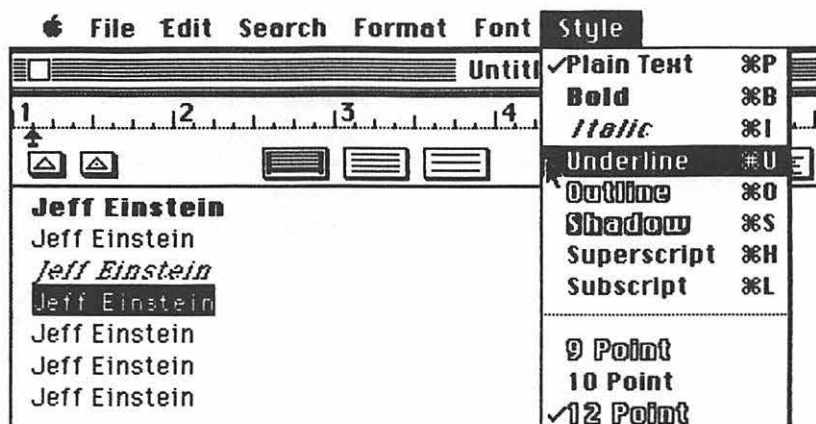 File Edit Search Format Font Style
Untitl
1 2 3 4
Jeff Einstein
Jeff Einstein
Jeff Einstein
Jeff Einstein
Jeff Einstein
Jeff Einstein
Jeff Einstein
✓Plain Text ⌘P
Bold ⌘B
Italic ⌘I
Underline ⌘U
Outline ⌘O
Shadow ⌘S
Superscript ⌘H
Subscript ⌘L
9 Point
10 Point
✓12 Point